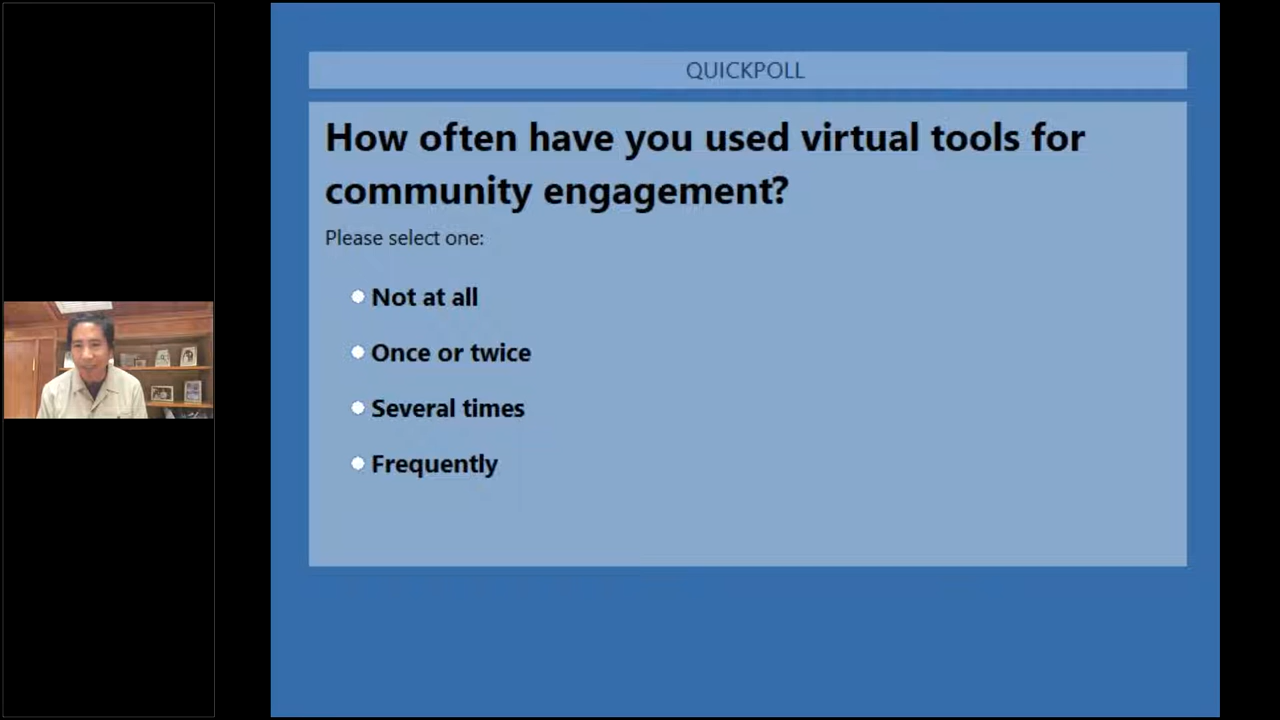 QUICKPOLL
How often have you used virtual tools for
community engagement?
Please select one:
Not at all
Once or twice
Several times
Frequently